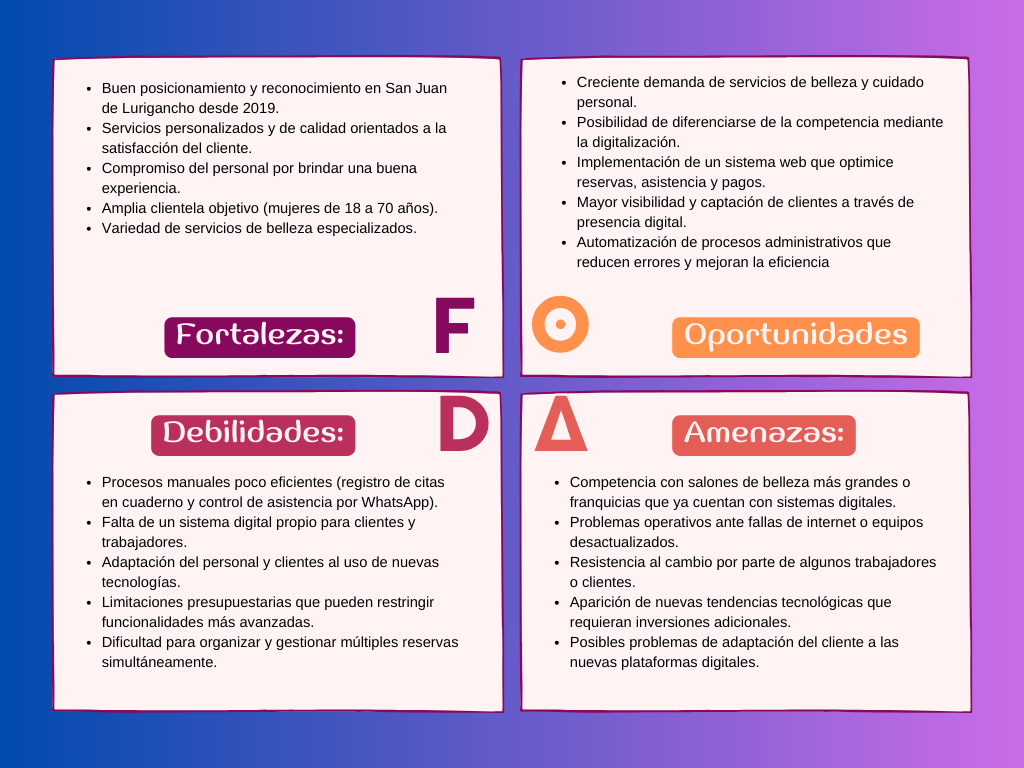 • Buen posicionamiento y reconocimiento en San Juan
de Lurigancho desde 2019.
• Servicios personalizados y de calidad orientados a la
satisfacción del cliente.
• Compromiso del personal por brindar una buena
experiencia.
• Amplia clientela objetivo (mujeres de 18 a 70 años).
• Variedad de servicios de belleza especializados.
Fortalezas:
F
• Creciente demanda de servicios de belleza y cuidado
personal.
• Posibilidad de diferenciarse de la competencia mediante
la digitalización.
• Implementación de un sistema web que optimice
reservas, asistencia y pagos.
• Mayor visibilidad y captación de clientes a través de
presencia digital.
• Automatización de procesos administrativos que
reducen errores y mejoran la eficiencia
O
Oportunidades
Debilidades:
D
• Procesos manuales poco eficientes (registro de citas
en cuaderno y control de asistencia por WhatsApp).
• Falta de un sistema digital propio para clientes y
trabajadores.
• Adaptación del personal y clientes al uso de nuevas
tecnologías.
• Limitaciones presupuestarias que pueden restringir
funcionalidades más avanzadas.
• Dificultad para organizar y gestionar múltiples reservas
simultáneamente.
A
Amenazas:
• Competencia con salones de belleza más grandes o
franquicias que ya cuentan con sistemas digitales.
• Problemas operativos ante fallas de internet o equipos
desactualizados.
• Resistencia al cambio por parte de algunos trabajadores
o clientes.
• Aparición de nuevas tendencias tecnológicas que
requieran inversiones adicionales.
• Posibles problemas de adaptación del cliente a las
nuevas plataformas digitales.